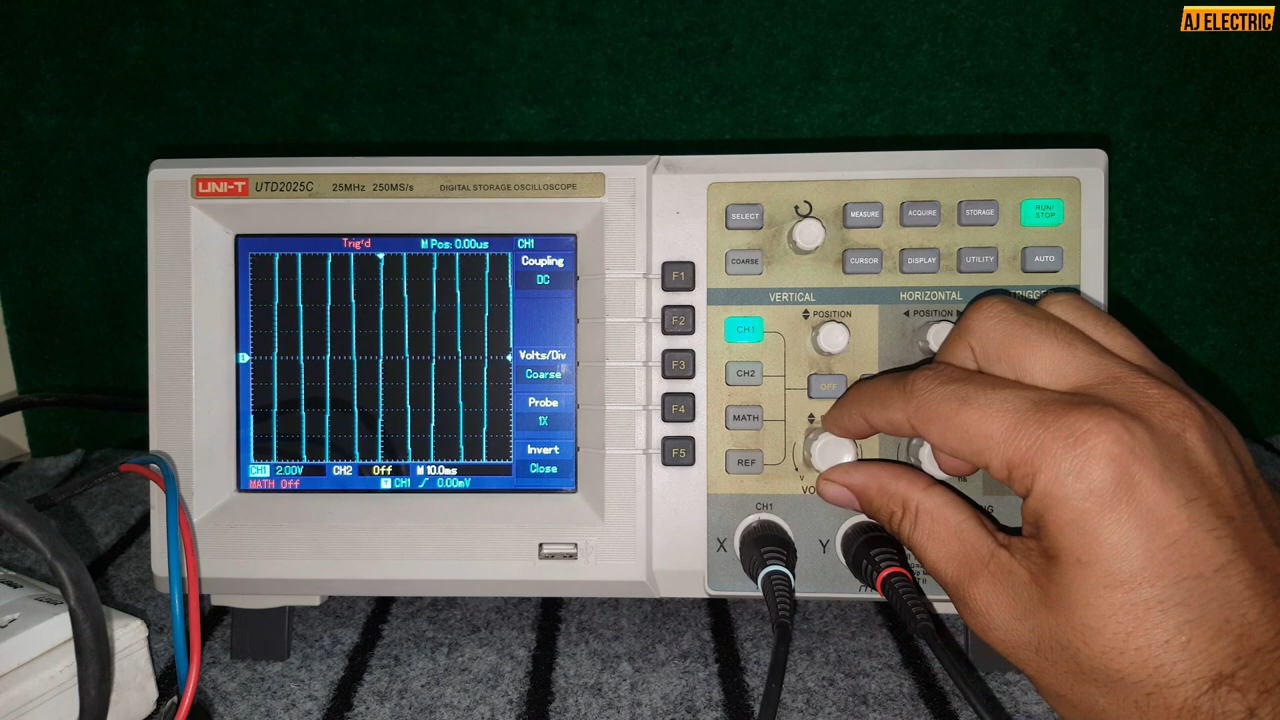 AJ ELECTRIC
UNI-T UTD2025C 25MHz 250MS/s DIGITAL STORAGE OSCILLOSCOPE
Trig'd M Pos: 0.00us CH1
Coupling
DC
Volts/Div
Coarse
Probe
1X
Invert
Close
CH1 2.00V CH2 Off M 10.0ms
MATH Off T CH1 0.00mV
F1
F2
F3
F4
F5
SELECT MEASURE ACQUIRE STORAGE RUN/
STOP
COARSE CURSOR DISPLAY UTILITY AUTO
VERTICAL HORIZONTAL TRIGGER
POSITION POSITION
CH1
CH2 OFF
MATH
REF
V
CH1
X Y